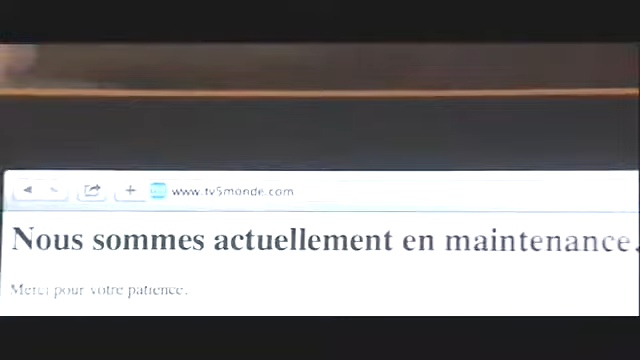 www.tv5monde.com
Nous sommes actuellement en maintenance.
Merci pour votre patience.